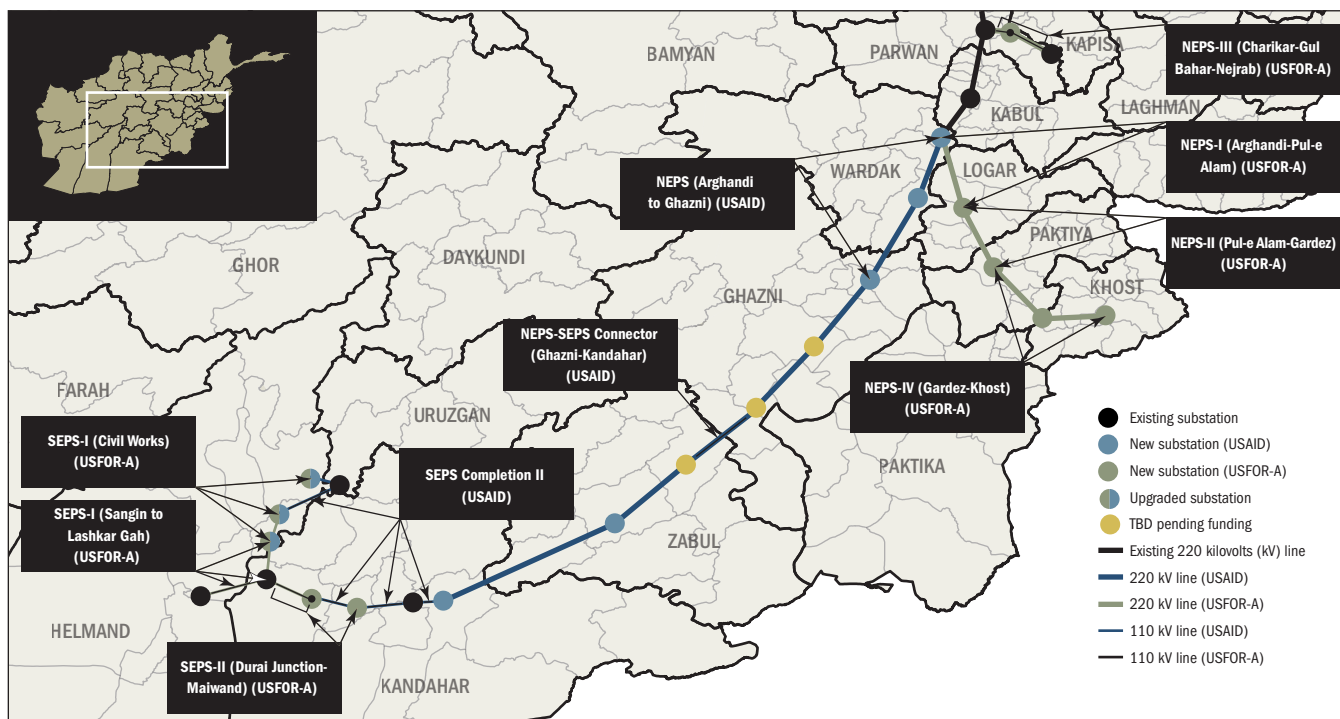 BAMYAN
PARWAN
KAPISA
NEPS-III (Charikar-Gul
Bahar-Nejrab) (USFOR-A)
LAGHMAN
KABUL
NEPS-I (Arghandi-Pul-e
Alam) (USFOR-A)
NEPS (Arghandi
to Ghazni) (USAID)
WARDAK
LOGAR
NEPS-II (Pul-e Alam-Gardez)
(USFOR-A)
PAKTIYA
GHOR
DAYKUNDI
GHAZNI
KHOST
NEPS-SEPS Connector
(Ghazni-Kandahar)
(USAID)
NEPS-IV (Gardez-Khost)
(USFOR-A)
FARAH
URUZGAN
SEPS-I (Civil Works)
(USFOR-A)
SEPS Completion II
(USAID)
SEPS-I (Sangin to
Lashkar Gah)
(USFOR-A)
PAKTIKA
ZABUL
HELMAND
SEPS-II (Durai Junction-
Maiwand) (USFOR-A)
KANDAHAR
Existing substation
New substation (USAID)
New substation (USFOR-A)
Upgraded substation
TBD pending funding
Existing 220 kilovolts (kV) line
220 kV line (USAID)
220 kV line (USFOR-A)
110 kV line (USAID)
110 kV line (USFOR-A)